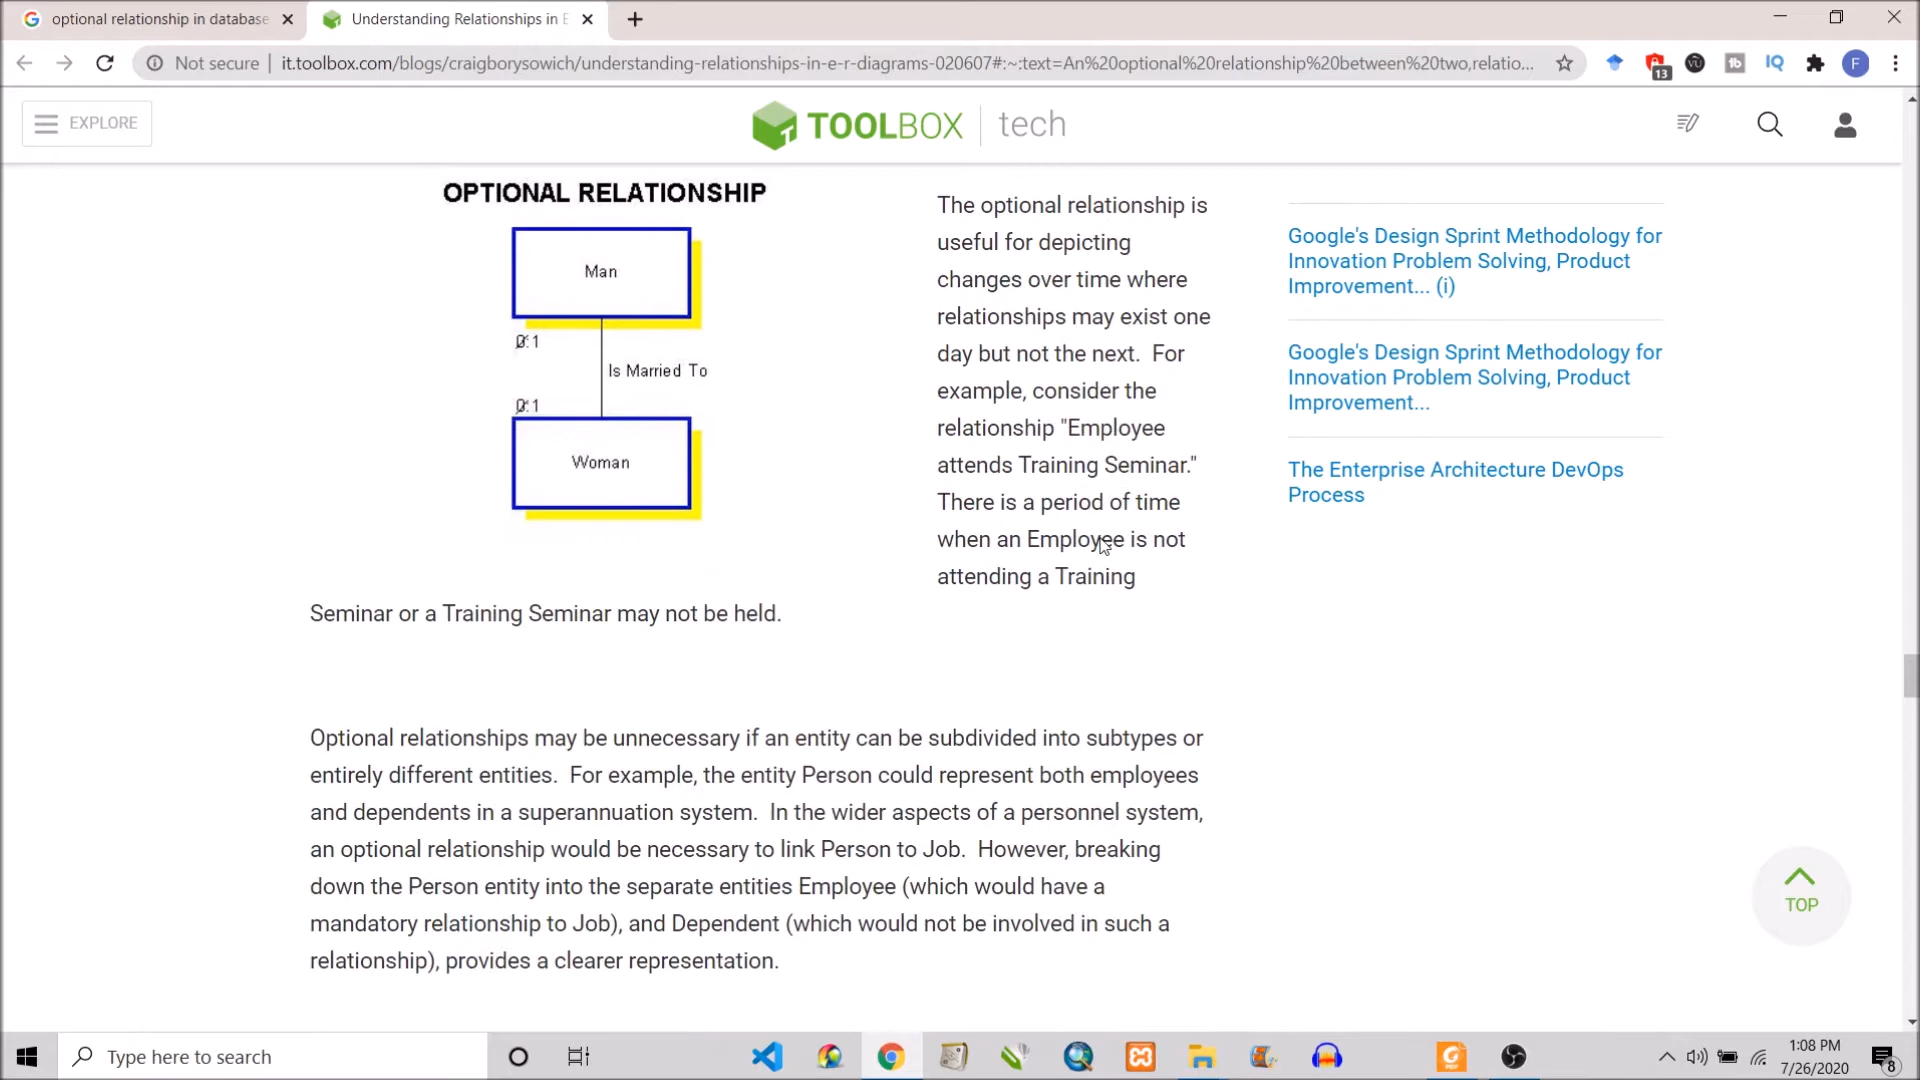 optional relationship in database
Understanding Relationships in E
Not secure
it.toolbox.com/blogs/craigborysowich/understanding-relationships-in-e-r-diagrams-020607#:~:text=An%20optional%20relationship%20between%20two,relatio...
13
VU
tb
IQ
F
EXPLORE
TOOLBOX
tech
OPTIONAL RELATIONSHIP
Man
0:1
Is Married To
0:1
Woman
The optional relationship is
useful for depicting
changes over time where
relationships may exist one
day but not the next. For
example, consider the
relationship "Employee
attends Training Seminar."
There is a period of time
when an Employee is not
attending a Training
Seminar or a Training Seminar may not be held.
Google's Design Sprint Methodology for
Innovation Problem Solving, Product
Improvement... (i)
Google's Design Sprint Methodology for
Innovation Problem Solving, Product
Improvement...
The Enterprise Architecture DevOps
Process
Optional relationships may be unnecessary if an entity can be subdivided into subtypes or
entirely different entities. For example, the entity Person could represent both employees
and dependents in a superannuation system. In the wider aspects of a personnel system,
an optional relationship would be necessary to link Person to Job. However, breaking
down the Person entity into the separate entities Employee (which would have a
mandatory relationship to Job), and Dependent (which would not be involved in such a
relationship), provides a clearer representation.
TOP
Type here to search
1:08 PM
7/26/2020
8